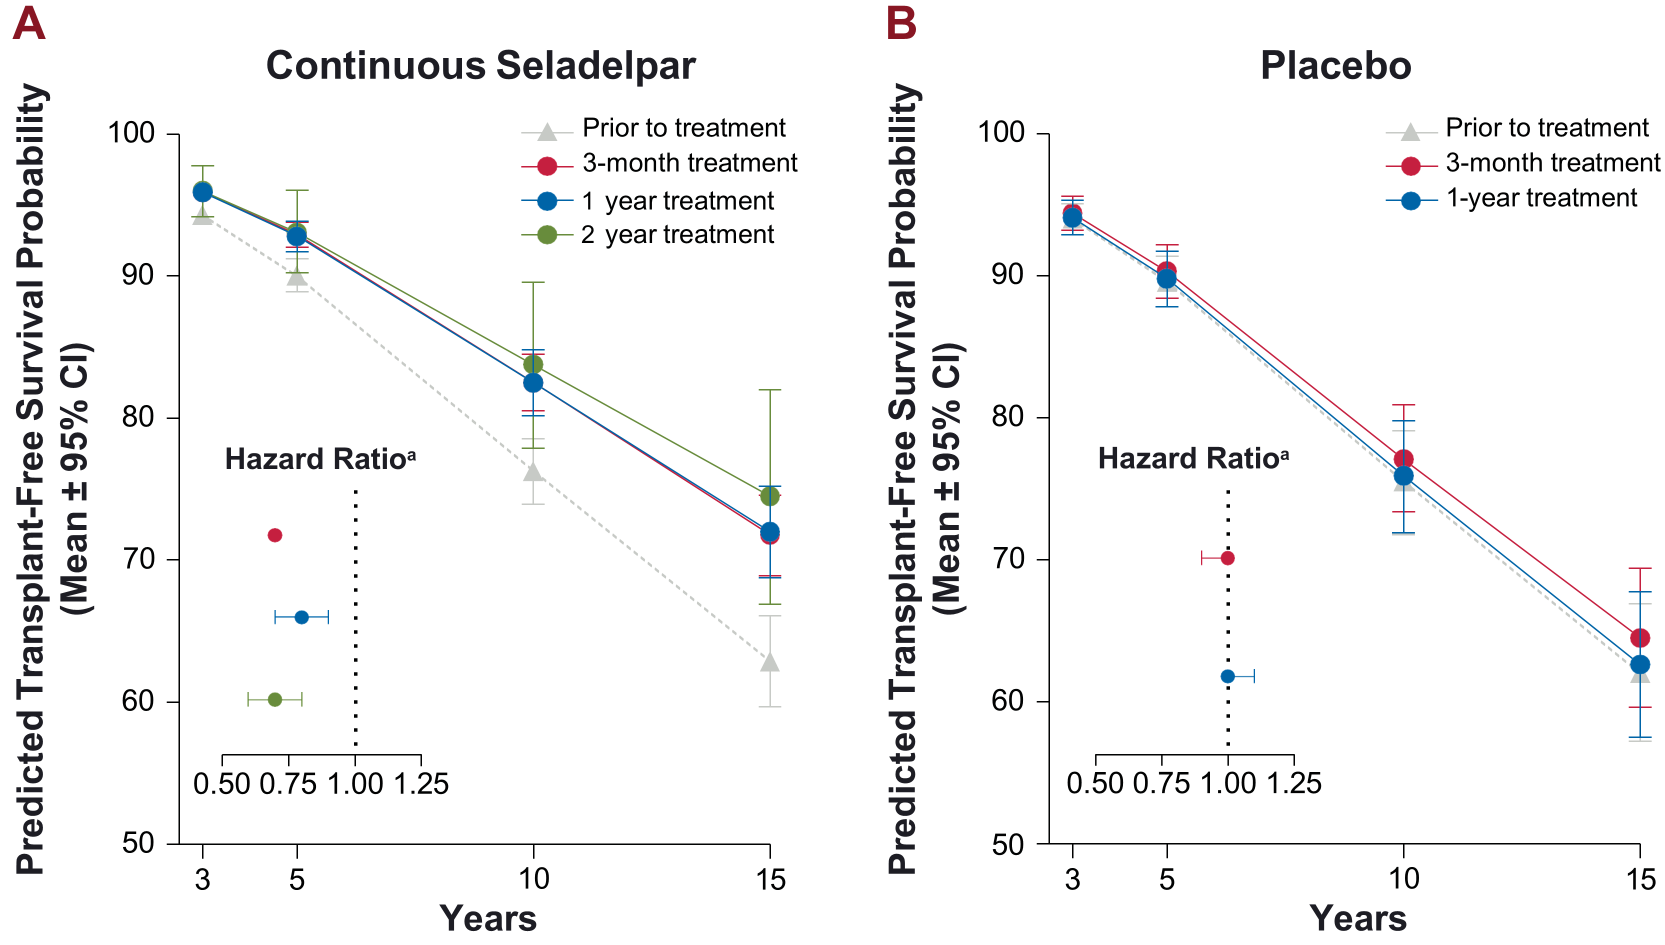 A
Continuous Seladelpar
Predicted Transplant-Free Survival Probability
(Mean ± 95% CI)
100
90
80
70
60
50
Prior to treatment
3-month treatment
1 year treatment
2 year treatment
Hazard Ratioᵃ
0.50 0.75 1.00 1.25
3 5 10 15
Years
B
Placebo
Predicted Transplant-Free Survival Probability
(Mean ± 95% CI)
100
90
80
70
60
50
Prior to treatment
3-month treatment
1-year treatment
Hazard Ratioᵃ
0.50 0.75 1.00 1.25
3 5 10 15
Years